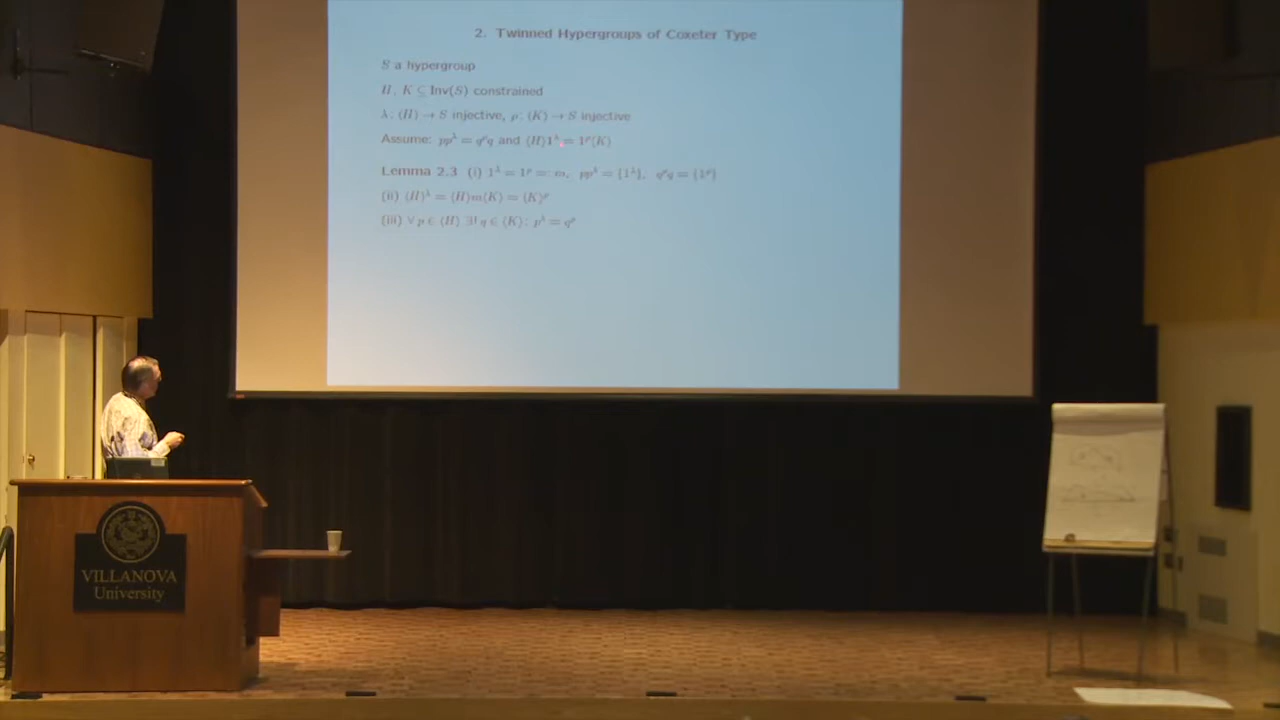 2. Twinned Hypergroups of Coxeter Type
S a hypergroup
H, K ⊆ Inv(S) constrained
λ: ⟨H⟩ → S injective, ρ: ⟨K⟩ → S injective
Assume: pp^λ = q^ρq and ⟨H⟩1^λ = 1^ρ⟨K⟩
Lemma 2.3 (i) 1^λ = 1^ρ =: m, pp^λ = {1^λ}, q^ρq = {1^ρ}
(ii) ⟨H⟩^λ = ⟨H⟩m⟨K⟩ = ⟨K⟩^ρ
(iii) ∀ p ∈ ⟨H⟩ ∃! q ∈ ⟨K⟩: p^λ = q^ρ
VILLANOVA
University